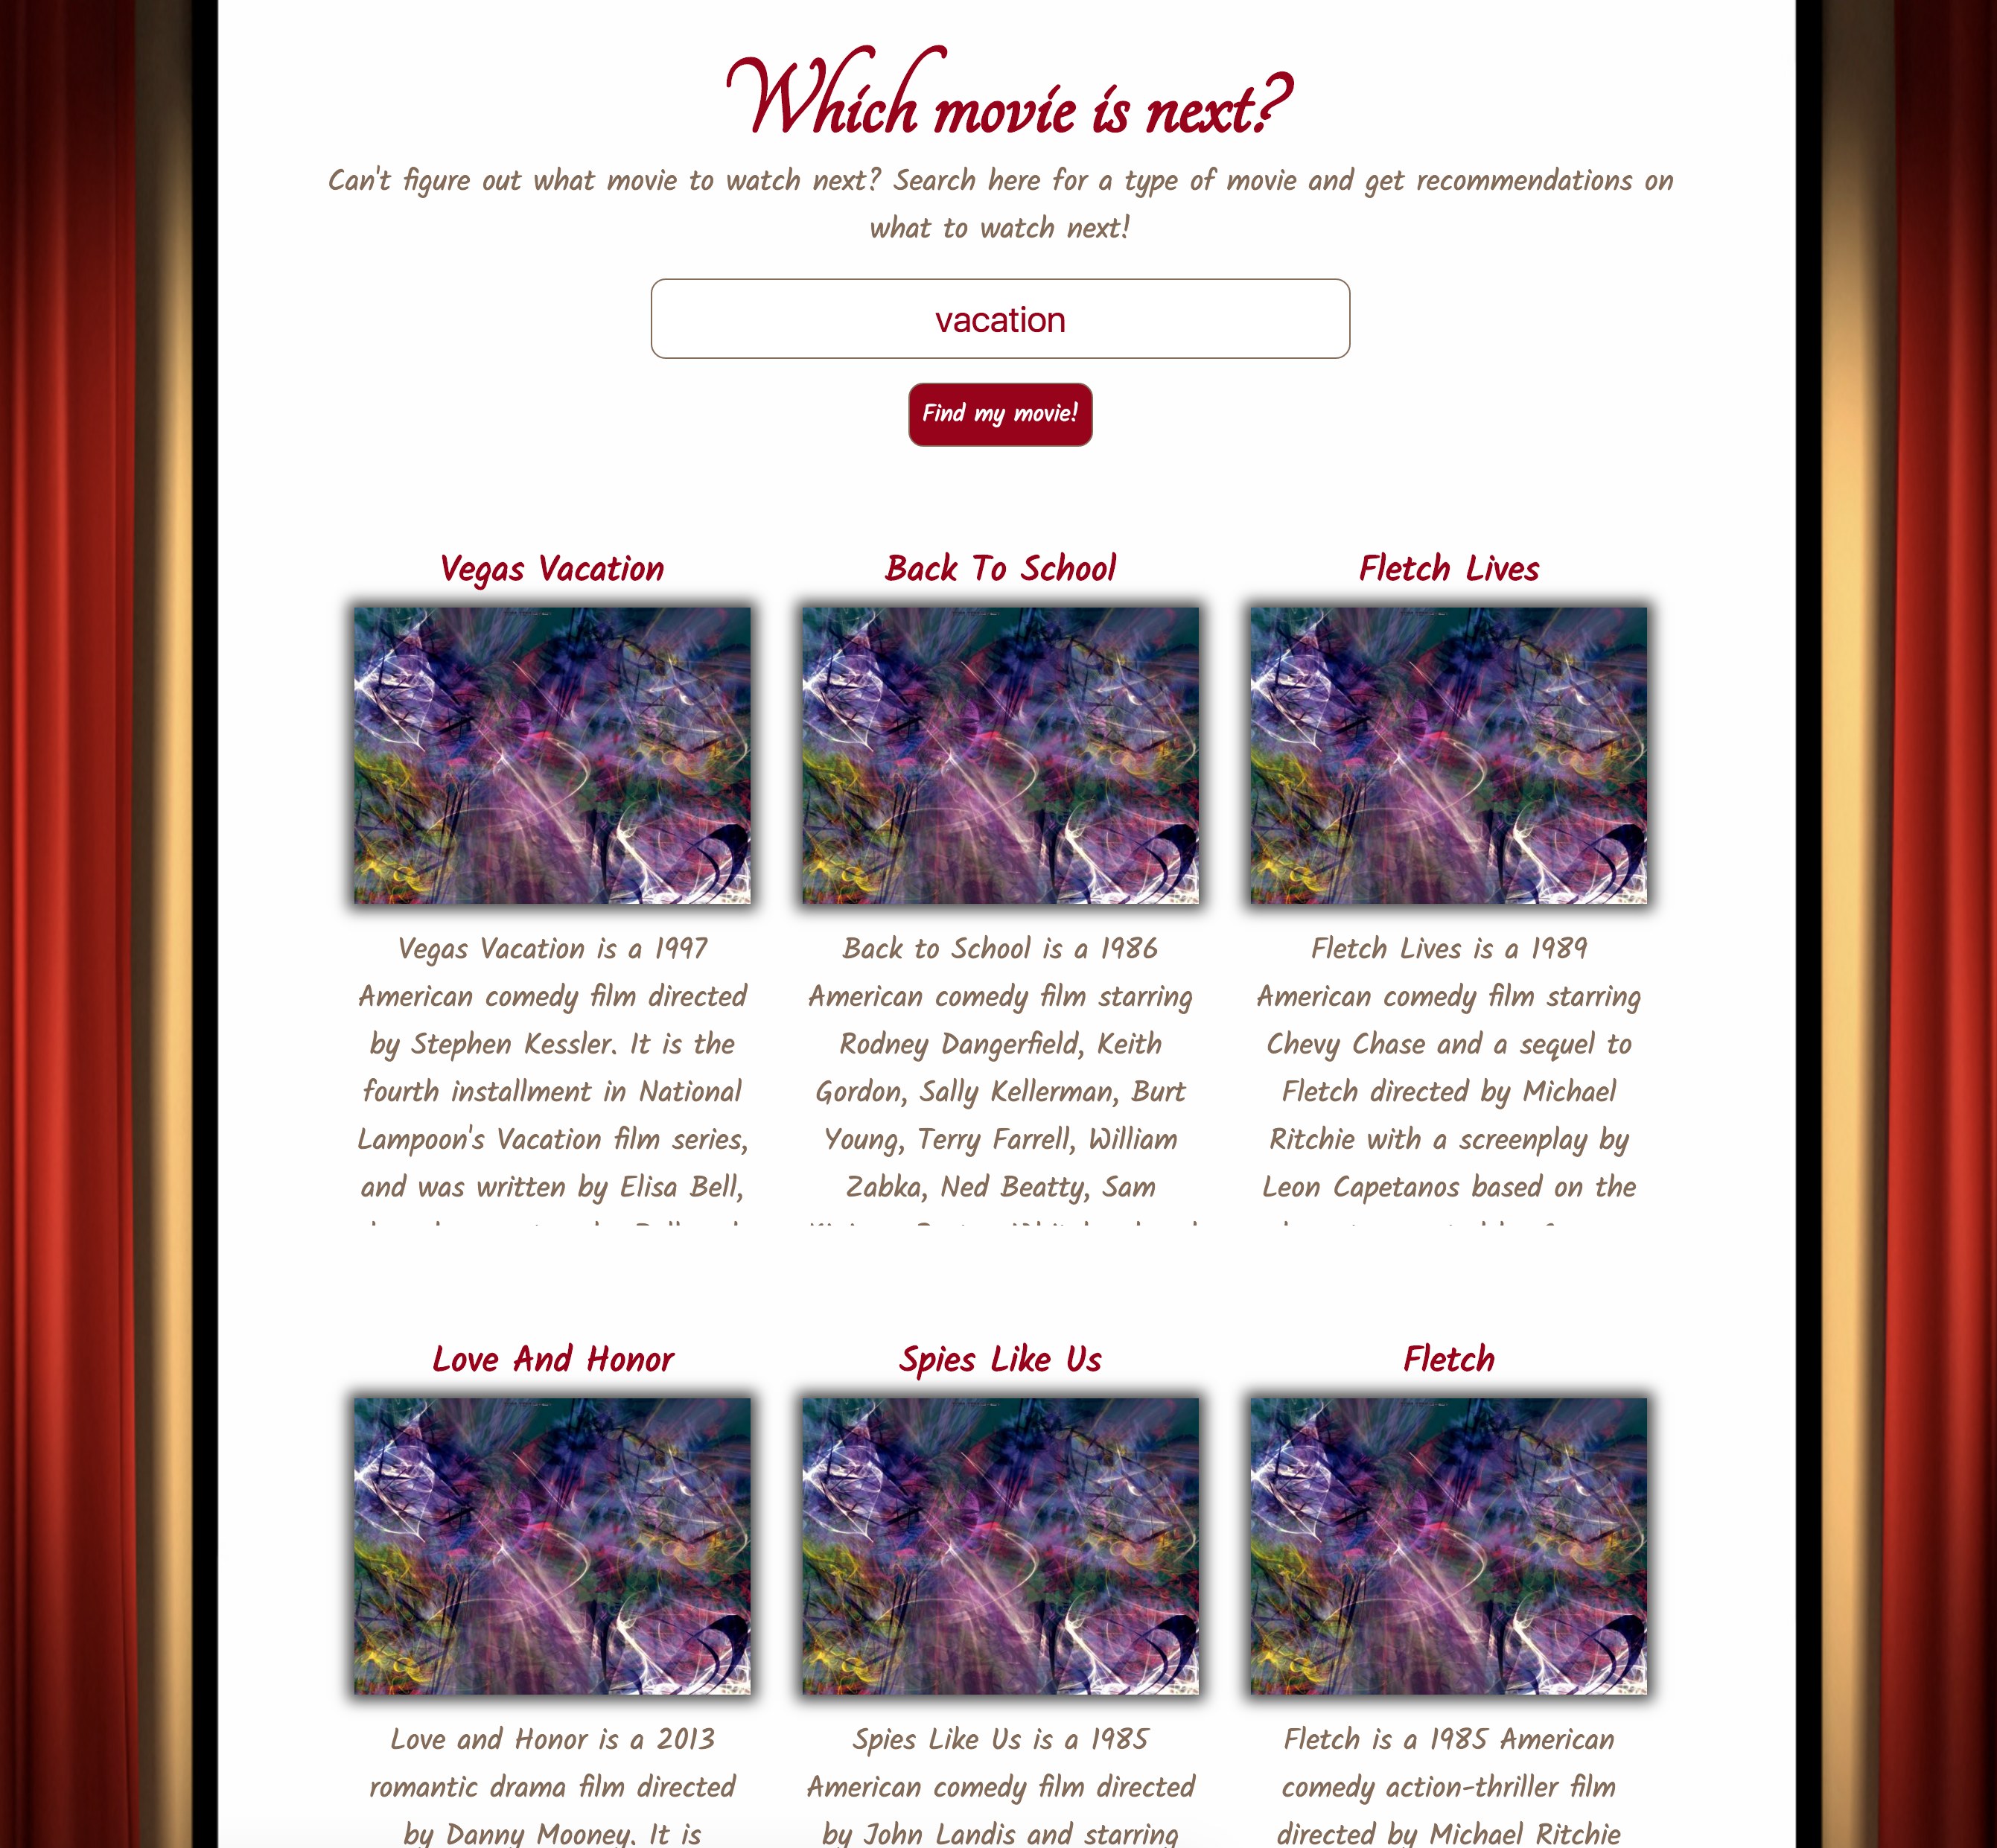 Which movie is next?
Can't figure out what movie to watch next? Search here for a type of movie and get recommendations on
what to watch next!
vacation
Find my movie!
Vegas Vacation
Vegas Vacation is a 1997
American comedy film directed
by Stephen Kessler. It is the
fourth installment in National
Lampoon's Vacation film series,
and was written by Elisa Bell,
Back To School
Back to School is a 1986
American comedy film starring
Rodney Dangerfield, Keith
Gordon, Sally Kellerman, Burt
Young, Terry Farrell, William
Zabka, Ned Beatty, Sam
Fletch Lives
Fletch Lives is a 1989
American comedy film starring
Chevy Chase and a sequel to
Fletch directed by Michael
Ritchie with a screenplay by
Leon Capetanos based on the
Love And Honor
Love and Honor is a 2013
romantic drama film directed
by Danny Mooney. It is
Spies Like Us
Spies Like Us is a 1985
American comedy film directed
by John Landis and starring
Fletch
Fletch is a 1985 American
comedy action-thriller film
directed by Michael Ritchie